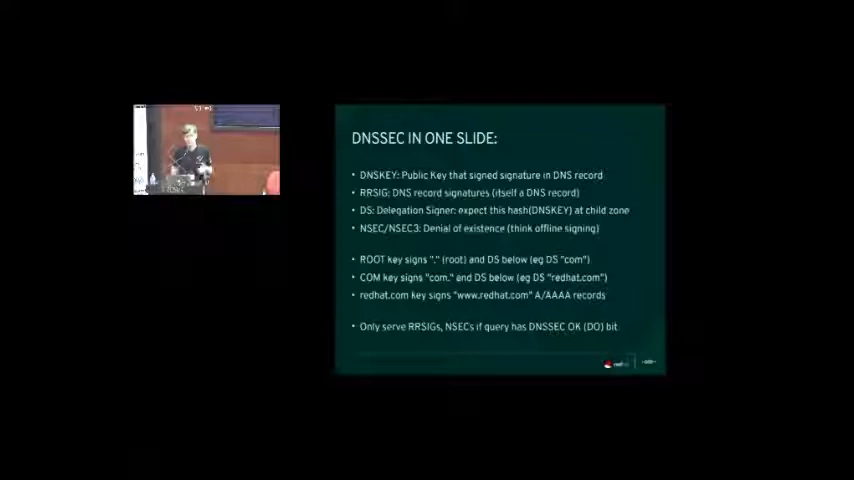 DNSSEC IN ONE SLIDE:
• DNSKEY: Public Key that signed signature in DNS record
• RRSIG: DNS record signatures (itself a DNS record)
• DS: Delegation Signer: expect this hash(DNSKEY) at child zone
• NSEC/NSEC3: Denial of existence (think offline signing)
• ROOT key signs "." (root) and DS below (eg DS "com")
• COM key signs "com." and DS below (eg DS "redhat.com")
• redhat.com key signs "www.redhat.com" A/AAAA records
• Only serve RRSIGs, NSECs if query has DNSSEC OK (DO) bit